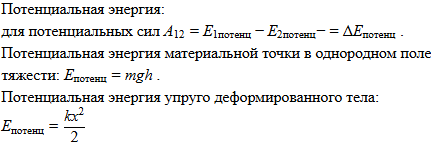 Потенциальная энергия:
для потенциальных сил A₁₂ = E₁потенц − E₂потенц− = ΔEпотенц .
Потенциальная энергия материальной точки в однородном поле
тяжести: Eпотенц = mgh .
Потенциальная энергия упруго деформированного тела:
Eпотенц = kx²/2